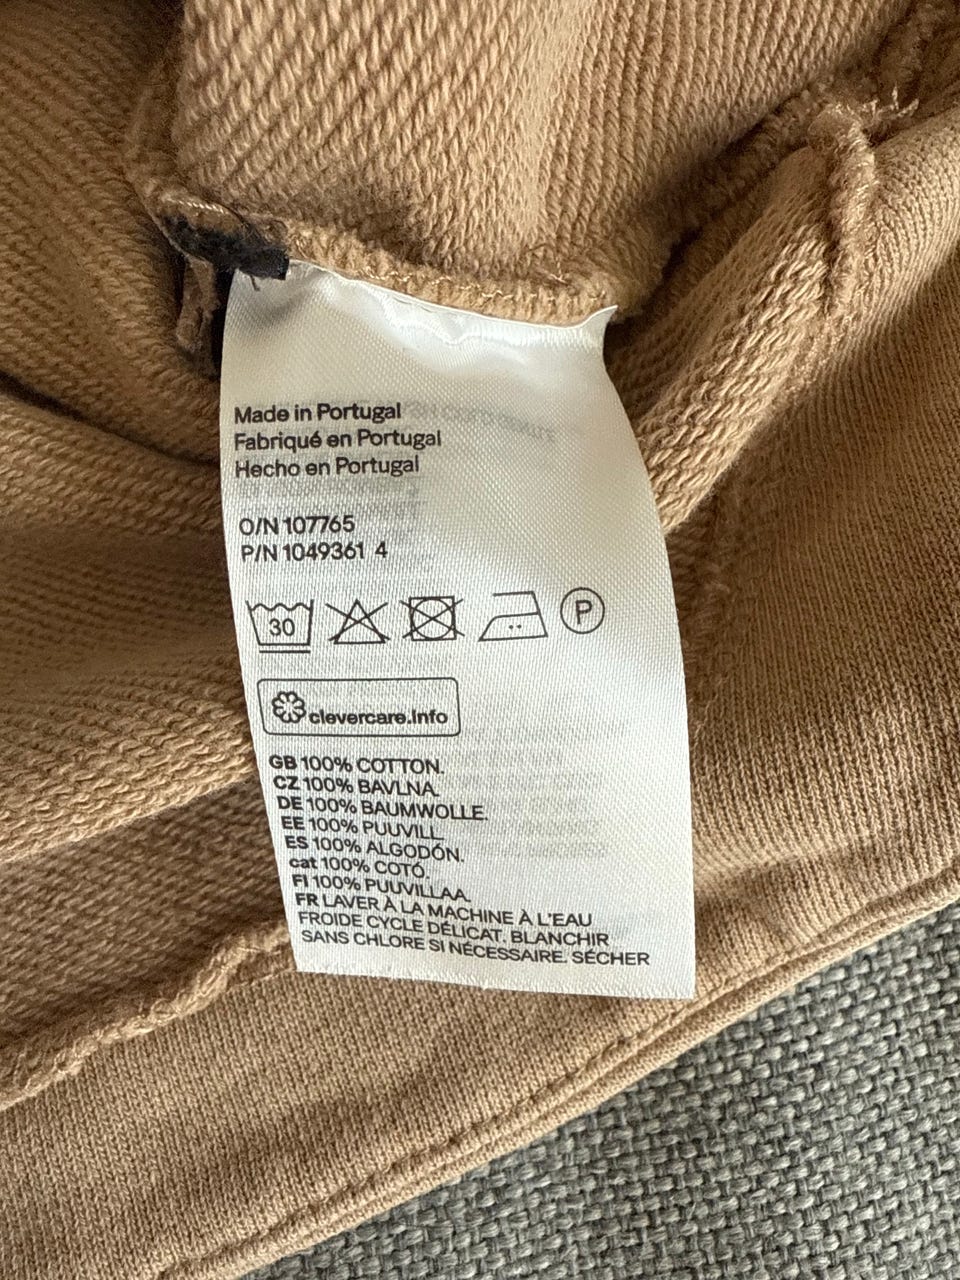 Made in Portugal
Fabriqué en Portugal
Hecho en Portugal
O/N 107765
P/N 1049361 4
30 P
clevercare.info
GB 100% COTTON.
CZ 100% BAVLNA.
DE 100% BAUMWOLLE.
EE 100% PUUVILL.
ES 100% ALGODÓN.
cat 100% COTÓ.
FI 100% PUUVILLAA.
FR LAVER À LA MACHINE À L'EAU
FROIDE CYCLE DÉLICAT. BLANCHIR
SANS CHLORE SI NÉCESSAIRE. SÉCHER